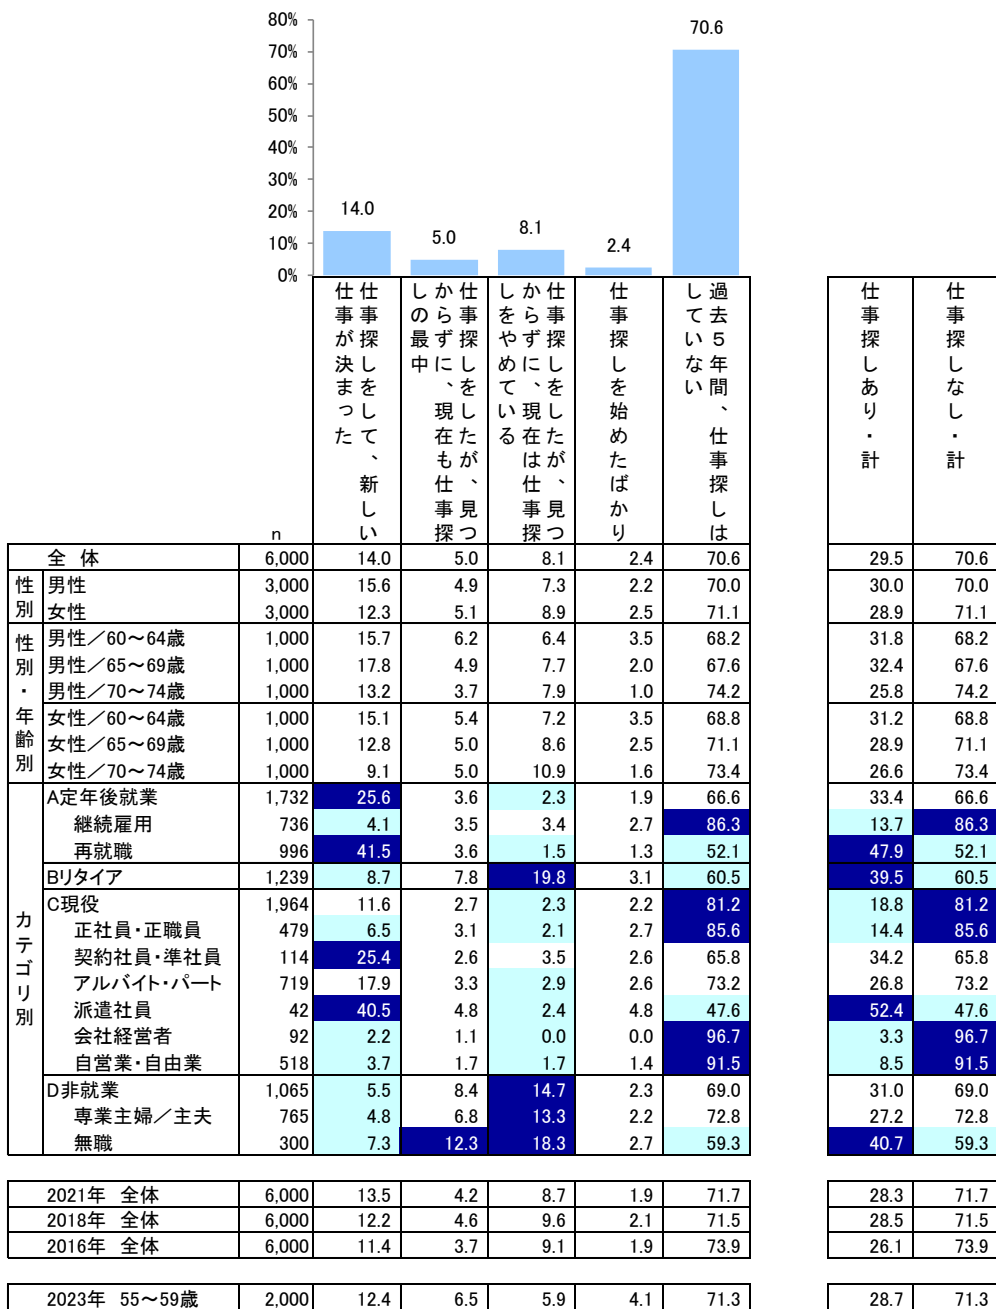 80%
70%
60%
50%
40%
30%
20%
10%
0%
14.0
5.0
8.1
2.4
70.6
n
仕事探しをして、新しい
仕事が決まった
仕事探しをしたが、見つ
からずに、現在も仕事探
しの最中
仕事探しをしたが、見つ
からずに、現在は仕事探
しをやめている
仕事探しを始めたばかり
過去5年間、仕事探しは
していない
仕事探しあり・計
仕事探しなし・計
全 体 6,000 14.0 5.0 8.1 2.4 70.6 29.5 70.6
性別
男性 3,000 15.6 4.9 7.3 2.2 70.0 30.0 70.0
女性 3,000 12.3 5.1 8.9 2.5 71.1 28.9 71.1
性別・年齢別
男性／60～64歳 1,000 15.7 6.2 6.4 3.5 68.2 31.8 68.2
男性／65～69歳 1,000 17.8 4.9 7.7 2.0 67.6 32.4 67.6
男性／70～74歳 1,000 13.2 3.7 7.9 1.0 74.2 25.8 74.2
女性／60～64歳 1,000 15.1 5.4 7.2 3.5 68.8 31.2 68.8
女性／65～69歳 1,000 12.8 5.0 8.6 2.5 71.1 28.9 71.1
女性／70～74歳 1,000 9.1 5.0 10.9 1.6 73.4 26.6 73.4
カテゴリ別
A定年後就業 1,732 25.6 3.6 2.3 1.9 66.6 33.4 66.6
継続雇用 736 4.1 3.5 3.4 2.7 86.3 13.7 86.3
再就職 996 41.5 3.6 1.5 1.3 52.1 47.9 52.1
Bリタイア 1,239 8.7 7.8 19.8 3.1 60.5 39.5 60.5
C現役 1,964 11.6 2.7 2.3 2.2 81.2 18.8 81.2
正社員・正職員 479 6.5 3.1 2.1 2.7 85.6 14.4 85.6
契約社員・準社員 114 25.4 2.6 3.5 2.6 65.8 34.2 65.8
アルバイト・パート 719 17.9 3.3 2.9 2.6 73.2 26.8 73.2
派遣社員 42 40.5 4.8 2.4 4.8 47.6 52.4 47.6
会社経営者 92 2.2 1.1 0.0 0.0 96.7 3.3 96.7
自営業・自由業 518 3.7 1.7 1.7 1.4 91.5 8.5 91.5
D非就業 1,065 5.5 8.4 14.7 2.3 69.0 31.0 69.0
専業主婦／主夫 765 4.8 6.8 13.3 2.2 72.8 27.2 72.8
無職 300 7.3 12.3 18.3 2.7 59.3 40.7 59.3
2021年 全体 6,000 13.5 4.2 8.7 1.9 71.7 28.3 71.7
2018年 全体 6,000 12.2 4.6 9.6 2.1 71.5 28.5 71.5
2016年 全体 6,000 11.4 3.7 9.1 1.9 73.9 26.1 73.9
2023年 55～59歳 2,000 12.4 6.5 5.9 4.1 71.3 28.7 71.3